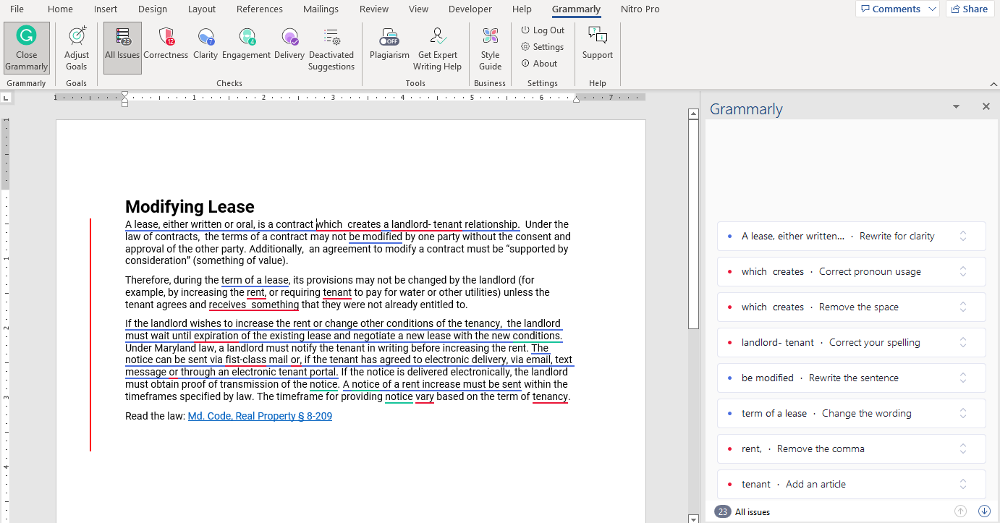 File Home Insert Design Layout References Mailings Review View Developer Help Grammarly Nitro Pro Comments Share
Close Grammarly
Adjust Goals
23
All Issues
12
Correctness
7
Clarity
4
Engagement
Delivery
Deactivated Suggestions
OFF
Plagiarism
Get Expert Writing Help
Style Guide
Log Out
Settings
About
Support
Grammarly Goals Checks Tools Business Settings Help
1 1 2 3 4 5 6 7
Grammarly
1
1
2
3
4
Modifying Lease
A lease, either written or oral, is a contract which  creates a landlord- tenant relationship.  Under the
law of contracts,  the terms of a contract may not be modified by one party without the consent and
approval of the other party. Additionally,  an agreement to modify a contract must be “supported by
consideration” (something of value).
Therefore, during the term of a lease, its provisions may not be changed by the landlord (for
example, by increasing the rent, or requiring tenant to pay for water or other utilities) unless the
tenant agrees and receives  something that they were not already entitled to.
If the landlord wishes to increase the rent or change other conditions of the tenancy,  the landlord
must wait until expiration of the existing lease and negotiate a new lease with the new conditions.
Under Maryland law, a landlord must notify the tenant in writing before increasing the rent. The
notice can be sent via fist-class mail or, if the tenant has agreed to electronic delivery, via email, text
message or through an electronic tenant portal. If the notice is delivered electronically, the landlord
must obtain proof of transmission of the notice. A notice of a rent increase must be sent within the
timeframes specified by law. The timeframe for providing notice vary based on the term of tenancy.
Read the law: Md. Code, Real Property § 8-209
A lease, either written... · Rewrite for clarity
which  creates · Correct pronoun usage
which  creates · Remove the space
landlord- tenant · Correct your spelling
be modified · Rewrite the sentence
term of a lease · Change the wording
rent, · Remove the comma
tenant · Add an article
23 All issues